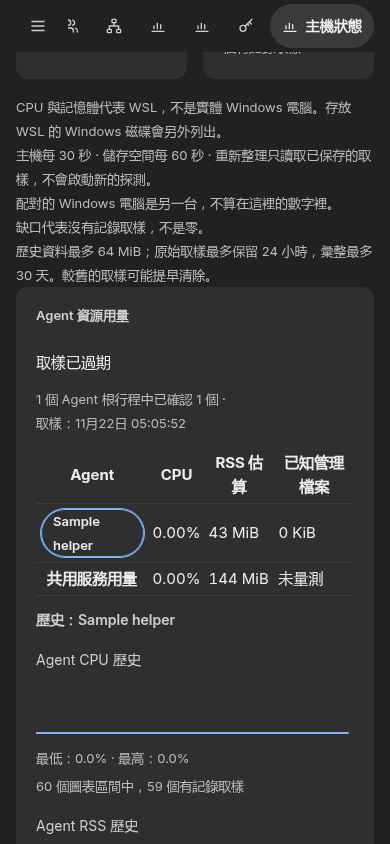 主機狀態
CPU 與記憶體代表 WSL，不是實體 Windows 電腦。存放
WSL 的 Windows 磁碟會另外列出。
主機每 30 秒 · 儲存空間每 60 秒 · 重新整理只讀取已保存的取
樣，不會啟動新的探測。
配對的 Windows 電腦是另一台，不算在這裡的數字裡。
缺口代表沒有記錄取樣，不是零。
歷史資料最多 64 MiB；原始取樣最多保留 24 小時，彙整最多
30 天。較舊的取樣可能提早清除。
Agent 資源用量
取樣已過期
1 個 Agent 根行程中已確認 1 個 ·
取樣：11月22日 05:05:52
Agent CPU RSS 估算 已知管理檔案
Sample helper 0.00% 43 MiB 0 KiB
共用服務用量 0.00% 144 MiB 未量測
歷史：Sample helper
Agent CPU 歷史
最低：0.0% · 最高：0.0%
60 個圖表區間中，59 個有記錄取樣
Agent RSS 歷史